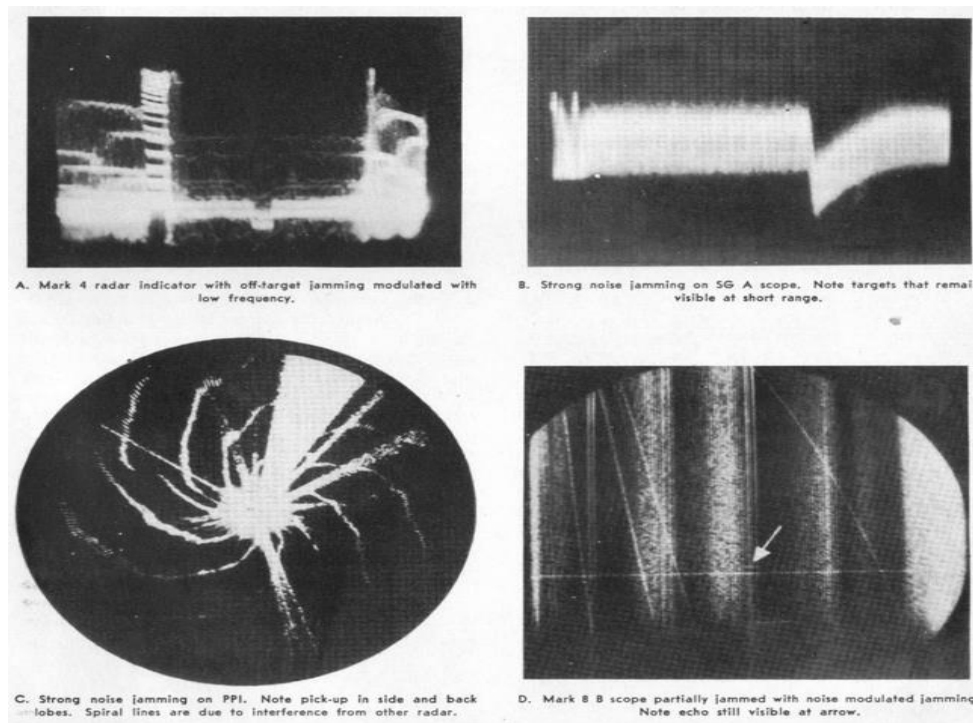 A. Mark 4 radar indicator with off-target jamming modulated with
low frequency.
B. Strong noise jamming on SG A scope. Note targets that remai
visible at short range.
C. Strong noise jamming on PPI. Note pick-up in side and back
lobes. Spiral lines are due to interference from other radar.
D. Mark 8 B scope partially jammed with noise modulated jamming
Note echo still visible at arrow.